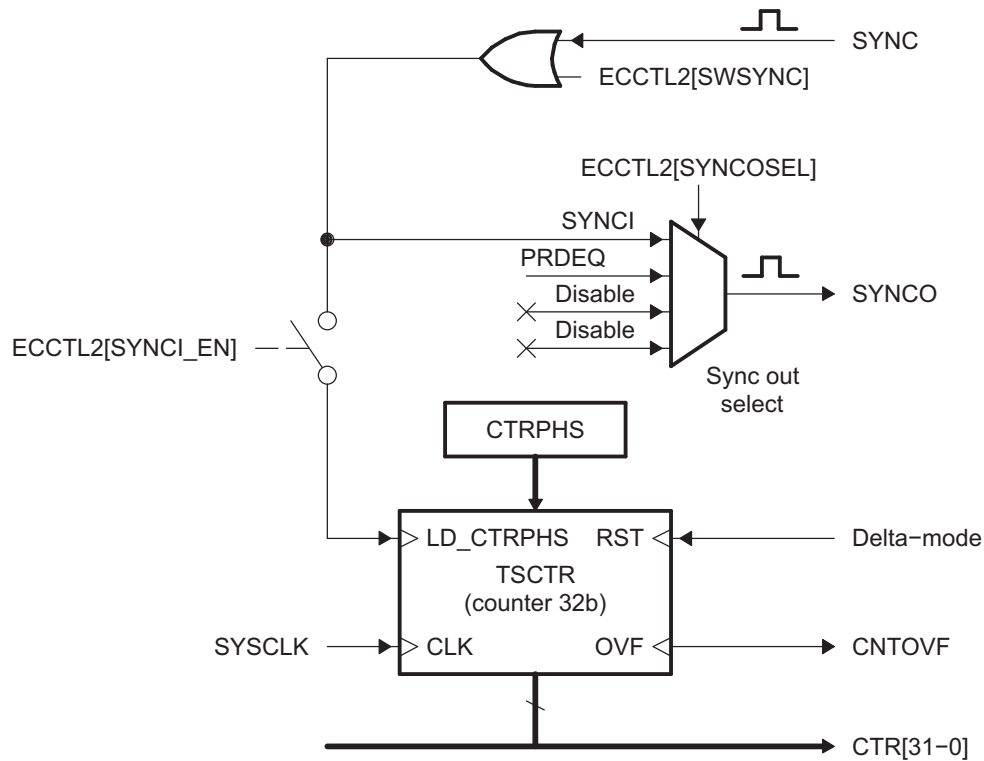 SYNC
ECCTL2[SWSYNC]
ECCTL2[SYNCOSEL]
SYNCI
PRDEQ
Disable
SYNCO
Disable
ECCTL2[SYNCI_EN]
Sync out
select
CTRPHS
LD_CTRPHS RST
Delta−mode
TSCTR
(counter 32b)
SYSCLK
CLK OVF
CNTOVF
CTR[31−0]